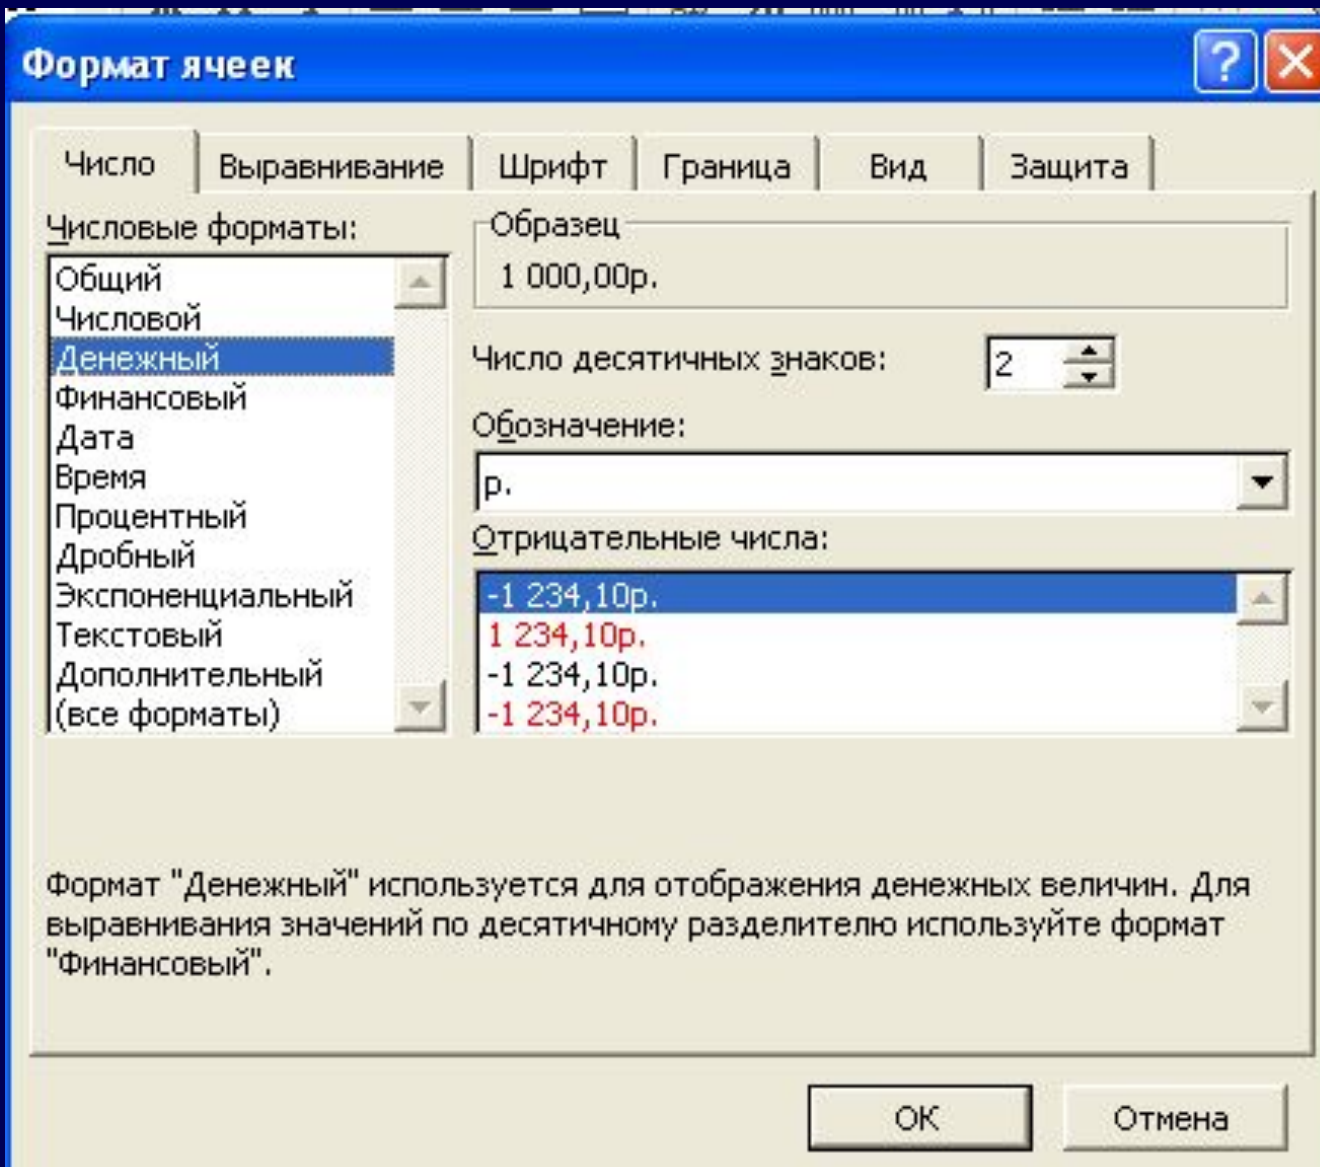 Формат ячеек
Число
Выравнивание
Шрифт
Граница
Вид
Защита
Числовые форматы:
Общий
Числовой
Денежный
Финансовый
Дата
Время
Процентный
Дробный
Экспоненциальный
Текстовый
Дополнительный
(все форматы)
Образец
1 000,00р.
Число десятичных знаков:
2
Обозначение:
р.
Отрицательные числа:
-1 234,10р.
1 234,10р.
-1 234,10р.
-1 234,10р.
Формат "Денежный" используется для отображения денежных величин. Для
выравнивания значений по десятичному разделителю используйте формат
"Финансовый".
ОК
Отмена